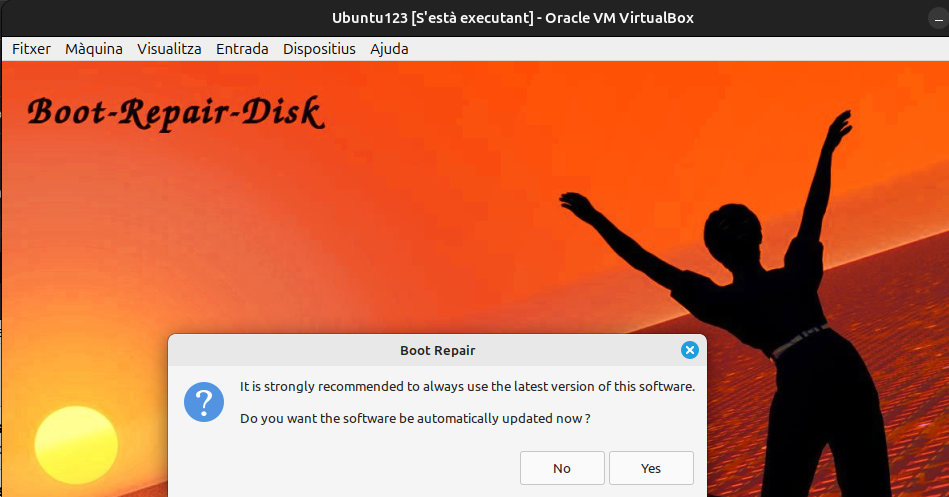 Ubuntu123 [S'està executant] - Oracle VM VirtualBox
Fitxer Màquina Visualitza Entrada Dispositius Ajuda
Boot-Repair-Disk
Boot Repair
It is strongly recommended to always use the latest version of this software.
Do you want the software be automatically updated now ?
No Yes